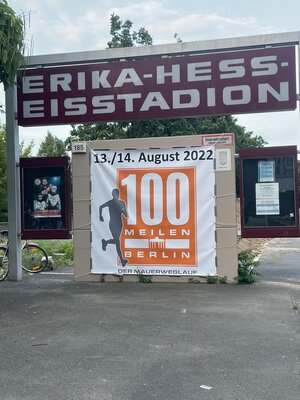 ERIKA-HESS-
EISSTADION
185
13./14. August 2022
100
MEILEN
BERLIN
DER MAUERWEGLAUF